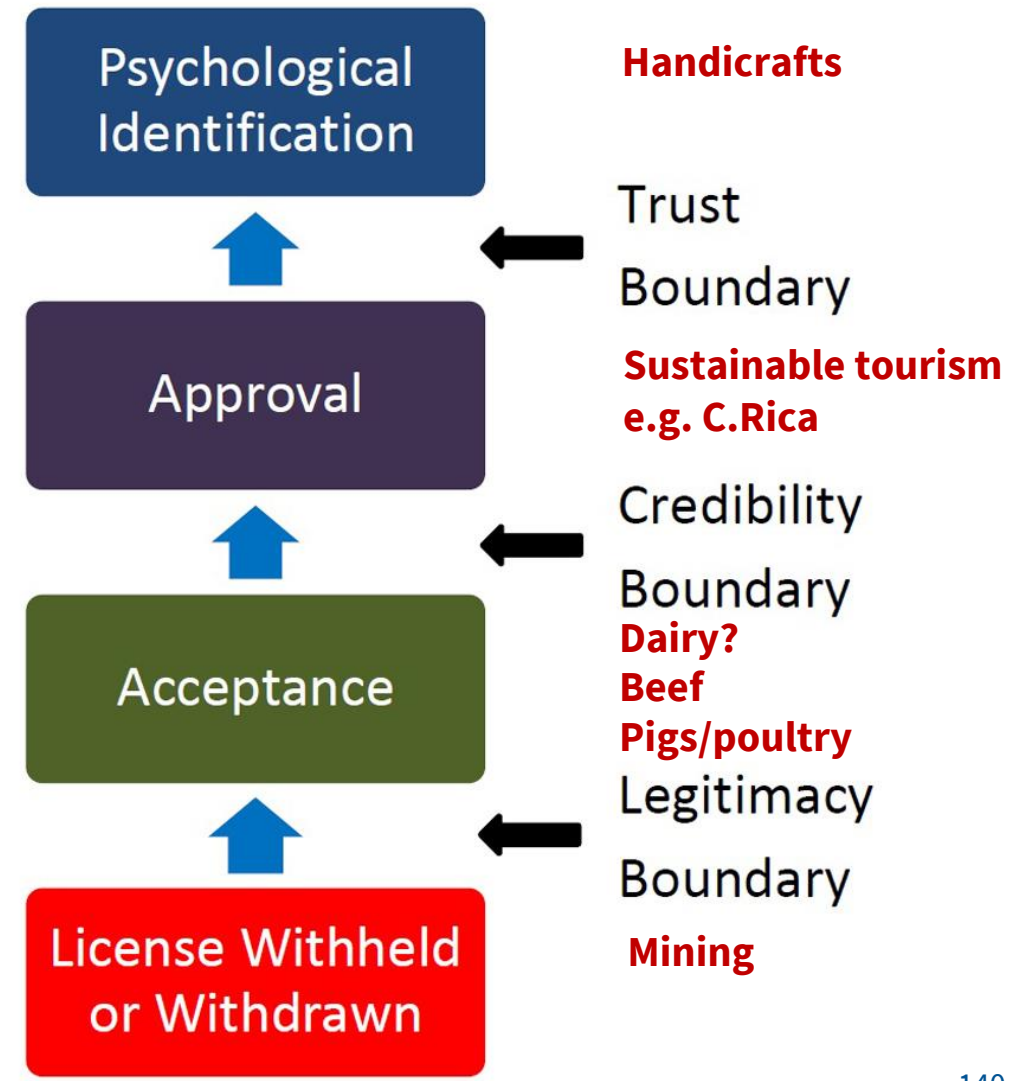 Psychological
Identification
Handicrafts
Trust
Boundary
Approval
Sustainable tourism
e.g. C.Rica
Credibility
Boundary
Acceptance
Dairy?
Beef
Pigs/poultry
Legitimacy
Boundary
License Withheld
or Withdrawn
Mining
140